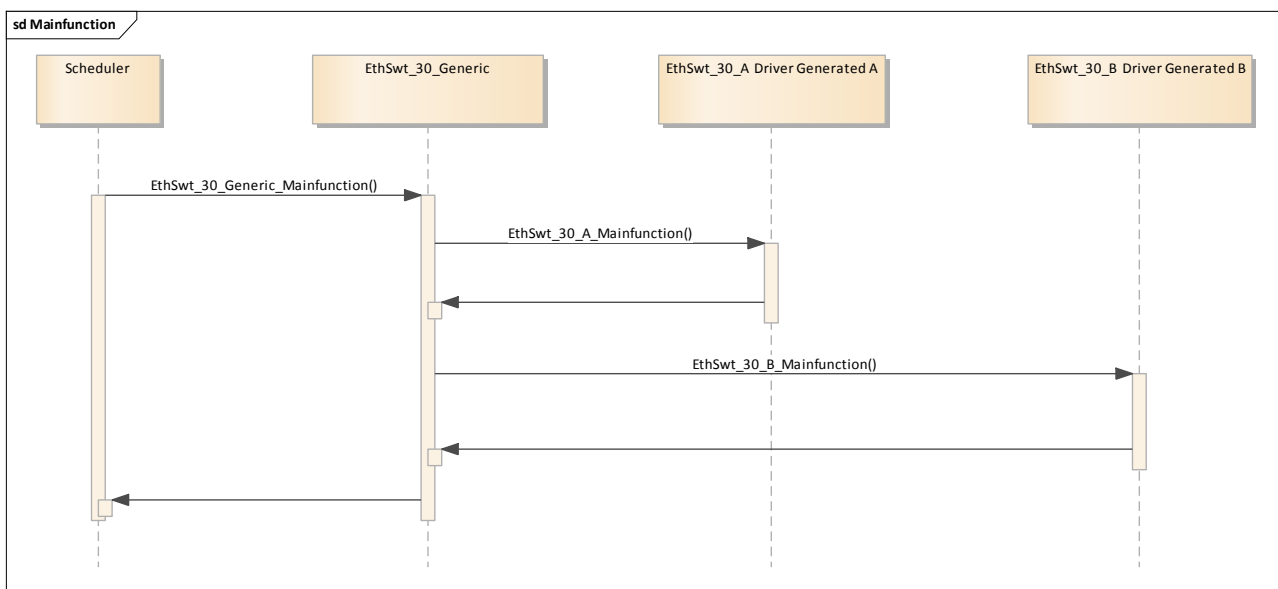 sd Mainfunction
Scheduler
EthSwt_30_Generic
EthSwt_30_A Driver Generated A
EthSwt_30_B Driver Generated B
EthSwt_30_Generic_Mainfunction()
EthSwt_30_A_Mainfunction()
EthSwt_30_B_Mainfunction()